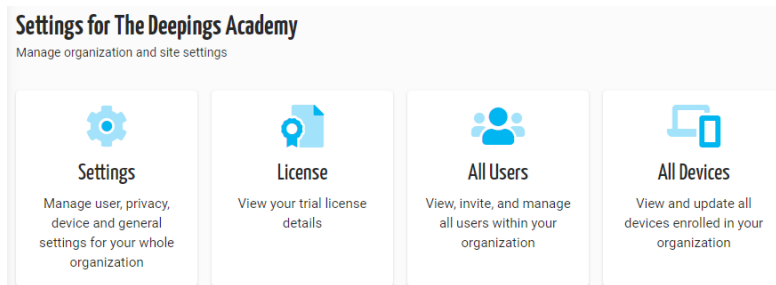 Settings for The Deepings Academy
Manage organization and site settings
Settings
Manage user, privacy,
device and general
settings for your whole
organization
License
View your trial license
details
All Users
View, invite, and manage
all users within your
organization
All Devices
View and update all
devices enrolled in your
organization